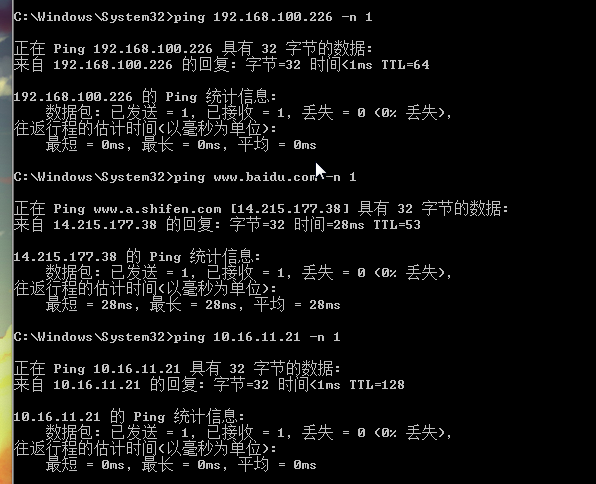 C:\Windows\System32>ping 192.168.100.226 -n 1
正在 Ping 192.168.100.226 具有 32 字节的数据:
来自 192.168.100.226 的回复: 字节=32 时间<1ms TTL=64
192.168.100.226 的 Ping 统计信息:
数据包: 已发送 = 1, 已接收 = 1, 丢失 = 0 (0% 丢失),
往返行程的估计时间(以毫秒为单位):
最短 = 0ms, 最长 = 0ms, 平均 = 0ms
C:\Windows\System32>ping www.baidu.com -n 1
正在 Ping www.a.shifen.com [14.215.177.38] 具有 32 字节的数据:
来自 14.215.177.38 的回复: 字节=32 时间=28ms TTL=53
14.215.177.38 的 Ping 统计信息:
数据包: 已发送 = 1, 已接收 = 1, 丢失 = 0 (0% 丢失),
往返行程的估计时间(以毫秒为单位):
最短 = 28ms, 最长 = 28ms, 平均 = 28ms
C:\Windows\System32>ping 10.16.11.21 -n 1
正在 Ping 10.16.11.21 具有 32 字节的数据:
来自 10.16.11.21 的回复: 字节=32 时间<1ms TTL=128
10.16.11.21 的 Ping 统计信息:
数据包: 已发送 = 1, 已接收 = 1, 丢失 = 0 (0% 丢失),
往返行程的估计时间(以毫秒为单位):
最短 = 0ms, 最长 = 0ms, 平均 = 0ms